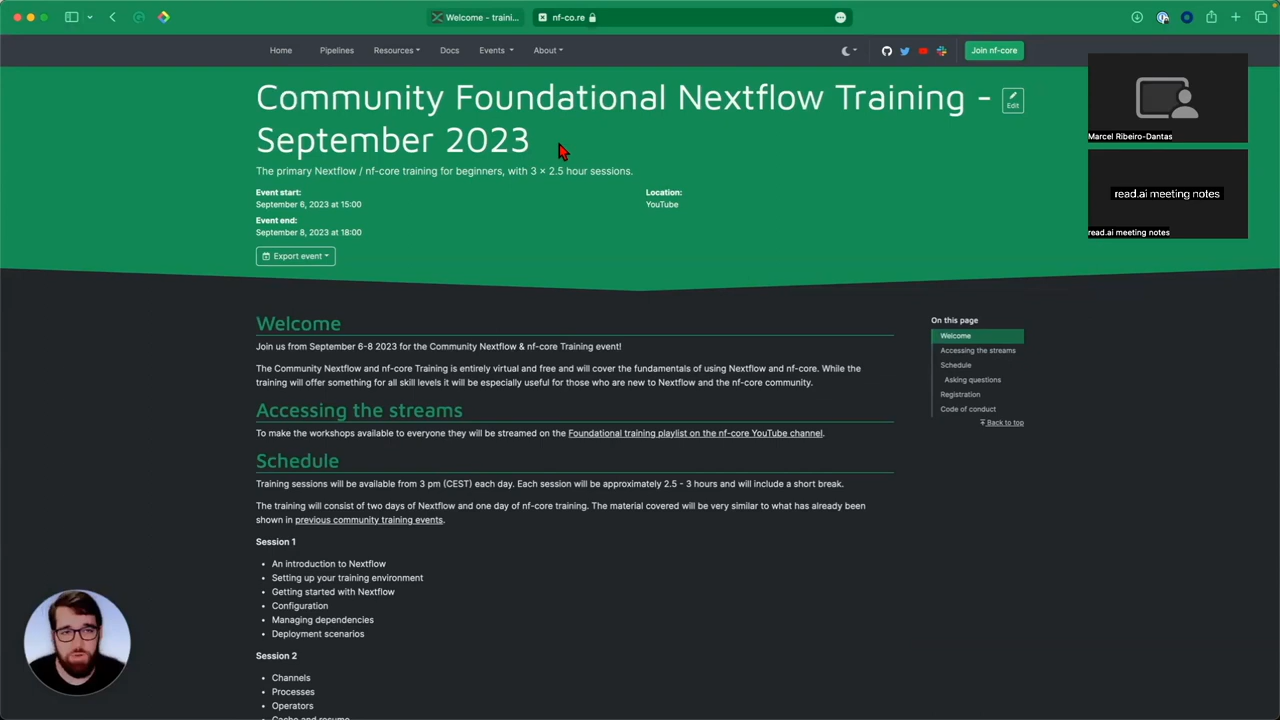 Welcome - traini...
nf-co.re
Home
Pipelines
Resources
Docs
Events
About
Join nf-core
Community Foundational Nextflow Training -
September 2023
Edit
The primary Nextflow / nf-core training for beginners, with 3 × 2.5 hour sessions.
Event start:
September 6, 2023 at 15:00
Location:
YouTube
Event end:
September 8, 2023 at 18:00
Export event
Marcel Ribeiro-Dantas
read.ai meeting notes
read.ai meeting notes
Welcome
Join us from September 6-8 2023 for the Community Nextflow & nf-core Training event!
The Community Nextflow and nf-core Training is entirely virtual and free and will cover the fundamentals of using Nextflow and nf-core. While the
training will offer something for all skill levels it will be especially useful for those who are new to Nextflow and the nf-core community.
Accessing the streams
To make the workshops available to everyone they will be streamed on the Foundational training playlist on the nf-core YouTube channel.
Schedule
Training sessions will be available from 3 pm (CEST) each day. Each session will be approximately 2.5 - 3 hours and will include a short break.
The training will consist of two days of Nextflow and one day of nf-core training. The material covered will be very similar to what has already been
shown in previous community training events.
Session 1
An introduction to Nextflow
Setting up your training environment
Getting started with Nextflow
Configuration
Managing dependencies
Deployment scenarios
Session 2
Channels
Processes
Operators
Cache and resume
On this page
Welcome
Accessing the streams
Schedule
Asking questions
Registration
Code of conduct
Back to top